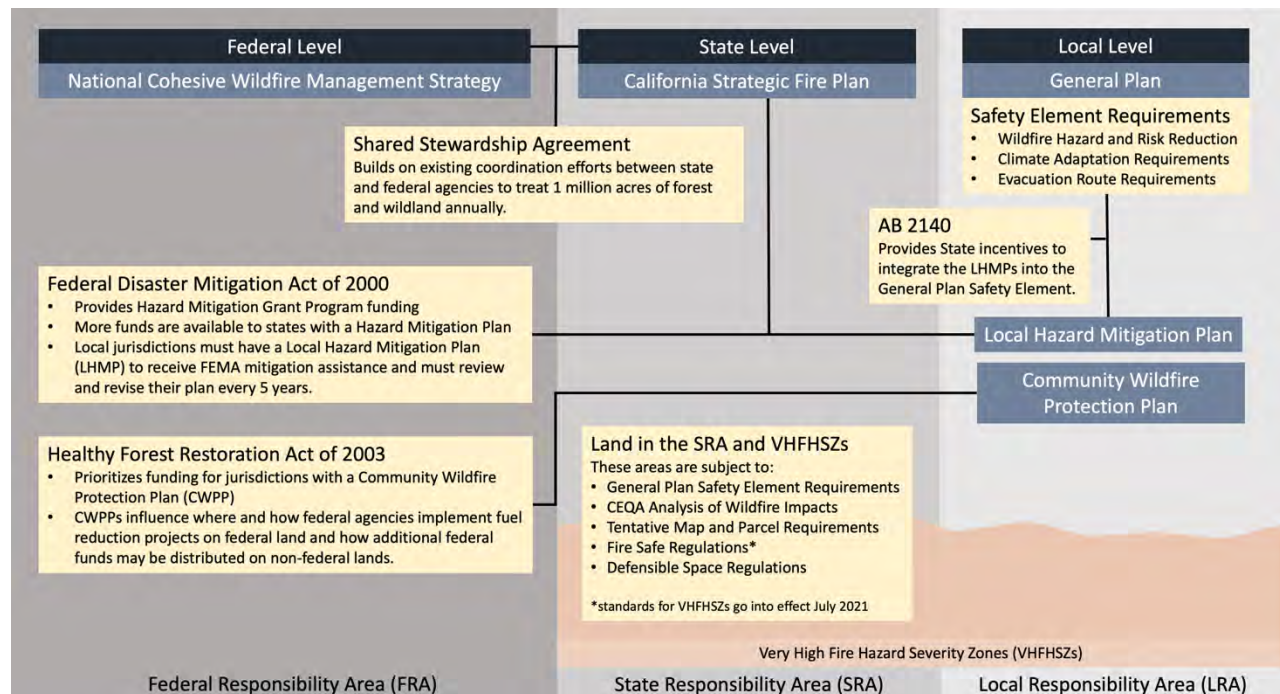 Federal Level
National Cohesive Wildfire Management Strategy
State Level
California Strategic Fire Plan
Local Level
General Plan
Safety Element Requirements
• Wildfire Hazard and Risk Reduction
• Climate Adaptation Requirements
• Evacuation Route Requirements
Shared Stewardship Agreement
Builds on existing coordination efforts between state
and federal agencies to treat 1 million acres of forest
and wildland annually.
AB 2140
Provides State incentives to
integrate the LHMPs into the
General Plan Safety Element.
Federal Disaster Mitigation Act of 2000
• Provides Hazard Mitigation Grant Program funding
• More funds are available to states with a Hazard Mitigation Plan
• Local jurisdictions must have a Local Hazard Mitigation Plan
(LHMP) to receive FEMA mitigation assistance and must review
and revise their plan every 5 years.
Local Hazard Mitigation Plan
Community Wildfire
Protection Plan
Healthy Forest Restoration Act of 2003
• Prioritizes funding for jurisdictions with a Community Wildfire
Protection Plan (CWPP)
• CWPPs influence where and how federal agencies implement fuel
reduction projects on federal land and how additional federal
funds may be distributed on non-federal lands.
Land in the SRA and VHFHSZs
These areas are subject to:
• General Plan Safety Element Requirements
• CEQA Analysis of Wildfire Impacts
• Tentative Map and Parcel Requirements
• Fire Safe Regulations*
• Defensible Space Regulations
*standards for VHFHSZs go into effect July 2021
Very High Fire Hazard Severity Zones (VHFHSZs)
Federal Responsibility Area (FRA)
State Responsibility Area (SRA)
Local Responsibility Area (LRA)